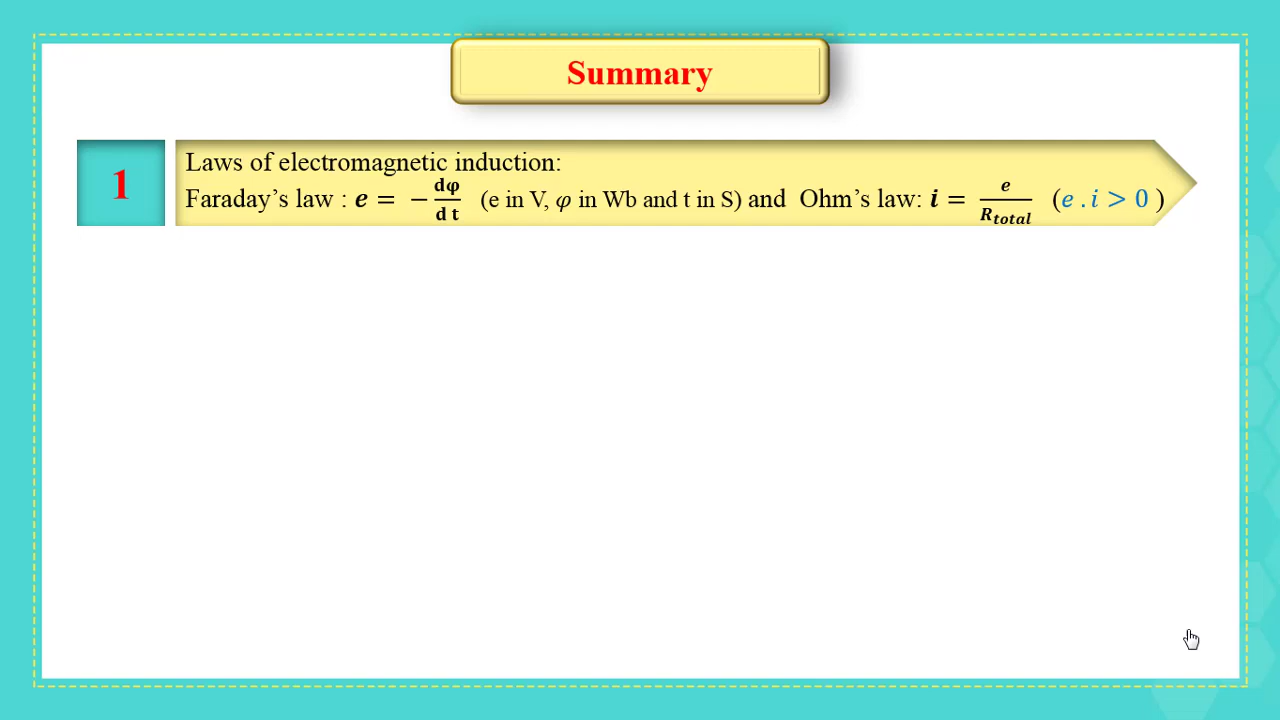 Summary
1
Laws of electromagnetic induction:
Faraday’s law : e = − dφ/d t (e in V, φ in Wb and t in S) and Ohm’s law: i = e/R_total (e . i > 0 )